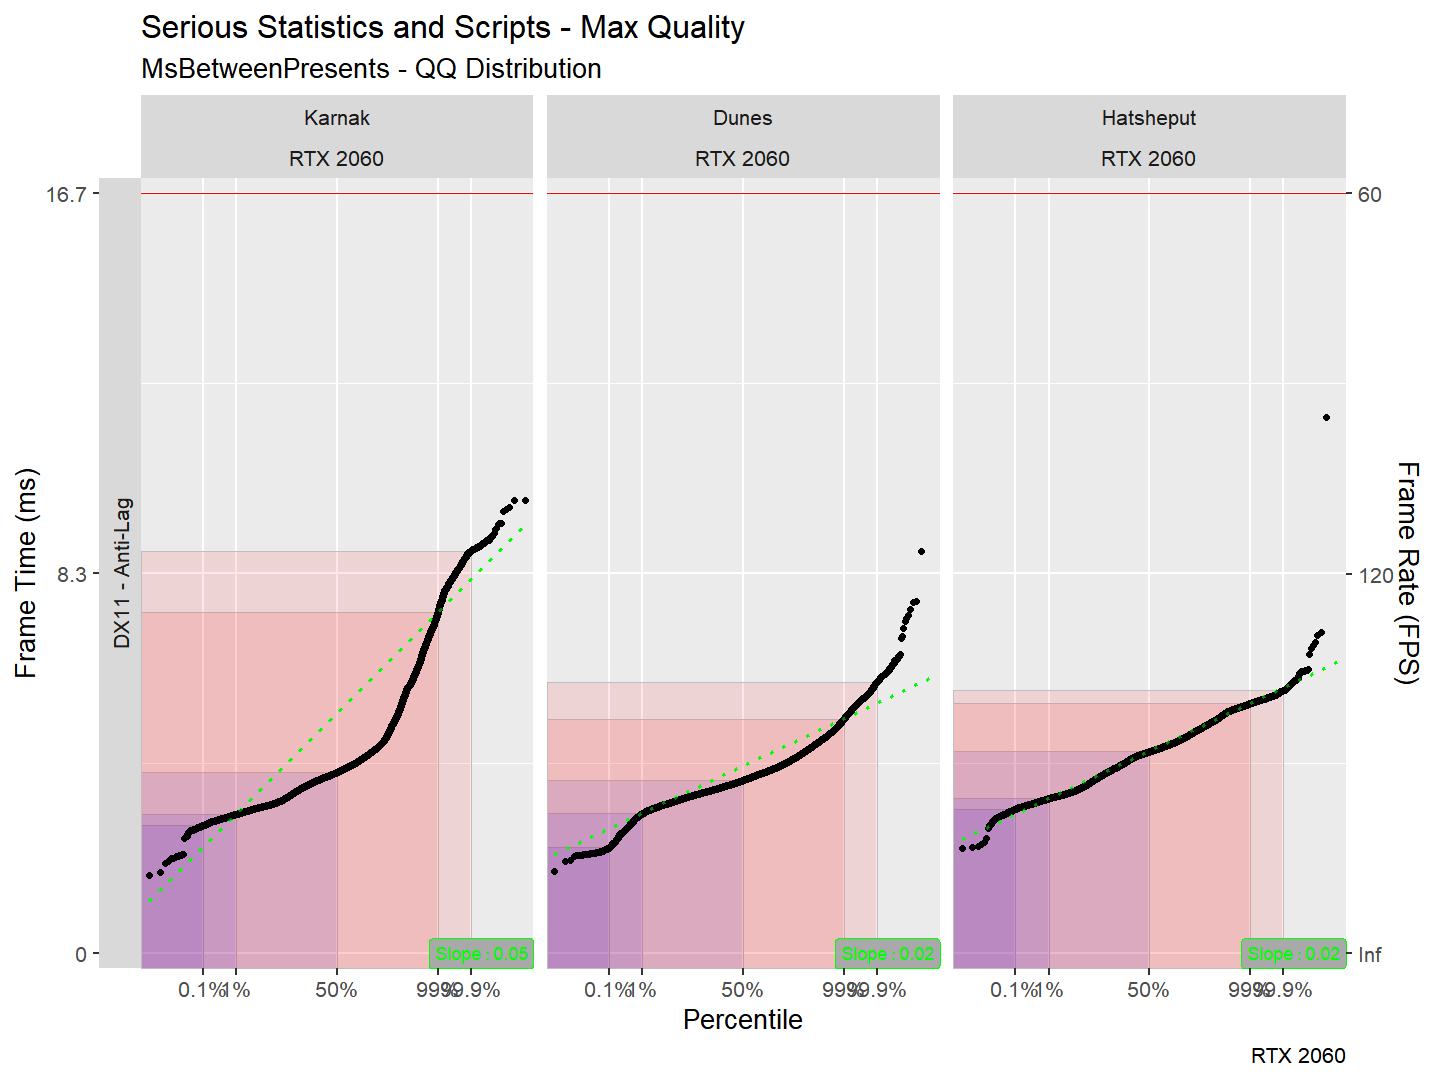 Serious Statistics and Scripts - Max Quality
MsBetweenPresents - QQ Distribution
Karnak
RTX 2060
Dunes
RTX 2060
Hatsheput
RTX 2060
16.7
8.3
0
Frame Time (ms)
DX11 - Anti-Lag
60
120
Inf
Frame Rate (FPS)
Slope : 0.05
Slope : 0.02
Slope : 0.02
0.1% 1% 50% 99% 99.9%
0.1% 1% 50% 99% 99.9%
0.1% 1% 50% 99% 99.9%
Percentile
RTX 2060